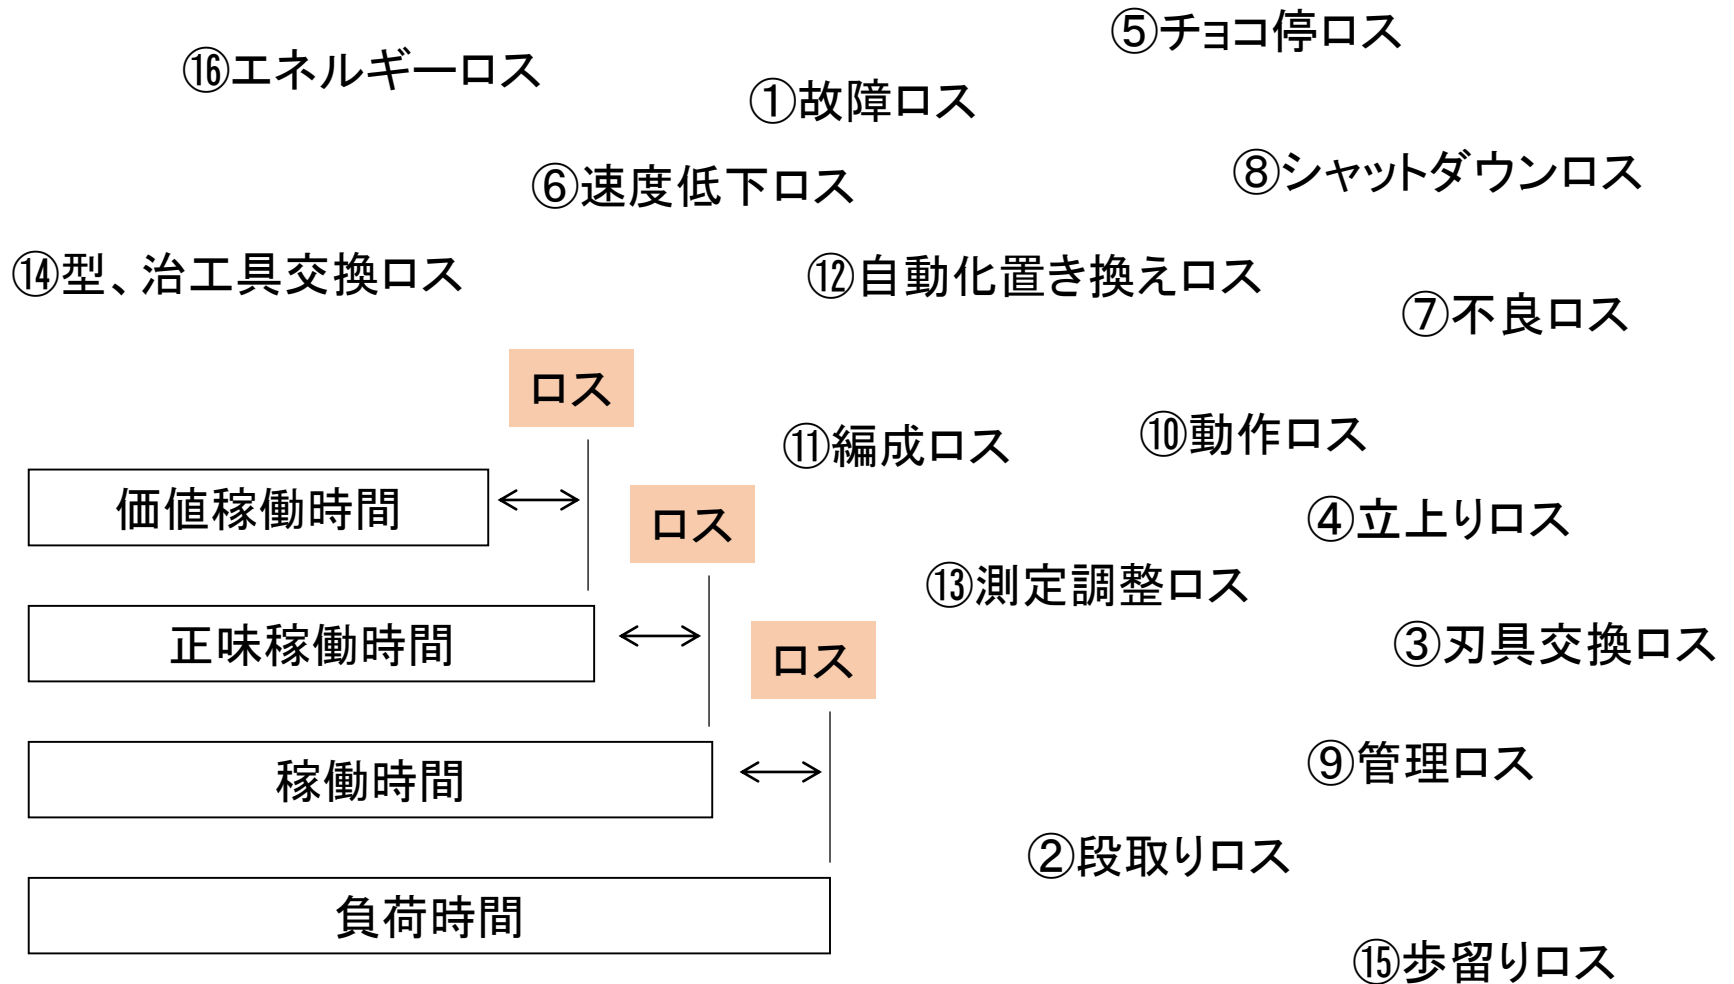 ⑤チョコ停ロス
⑯エネルギーロス
①故障ロス
⑧シャットダウンロス
⑥速度低下ロス
⑭型、治工具交換ロス
⑫自動化置き換えロス
⑦不良ロス
ロス
⑪編成ロス
⑩動作ロス
価値稼働時間
ロス
④立上りロス
⑬測定調整ロス
正味稼働時間
ロス
③刃具交換ロス
稼働時間
⑨管理ロス
②段取りロス
負荷時間
⑮歩留りロス